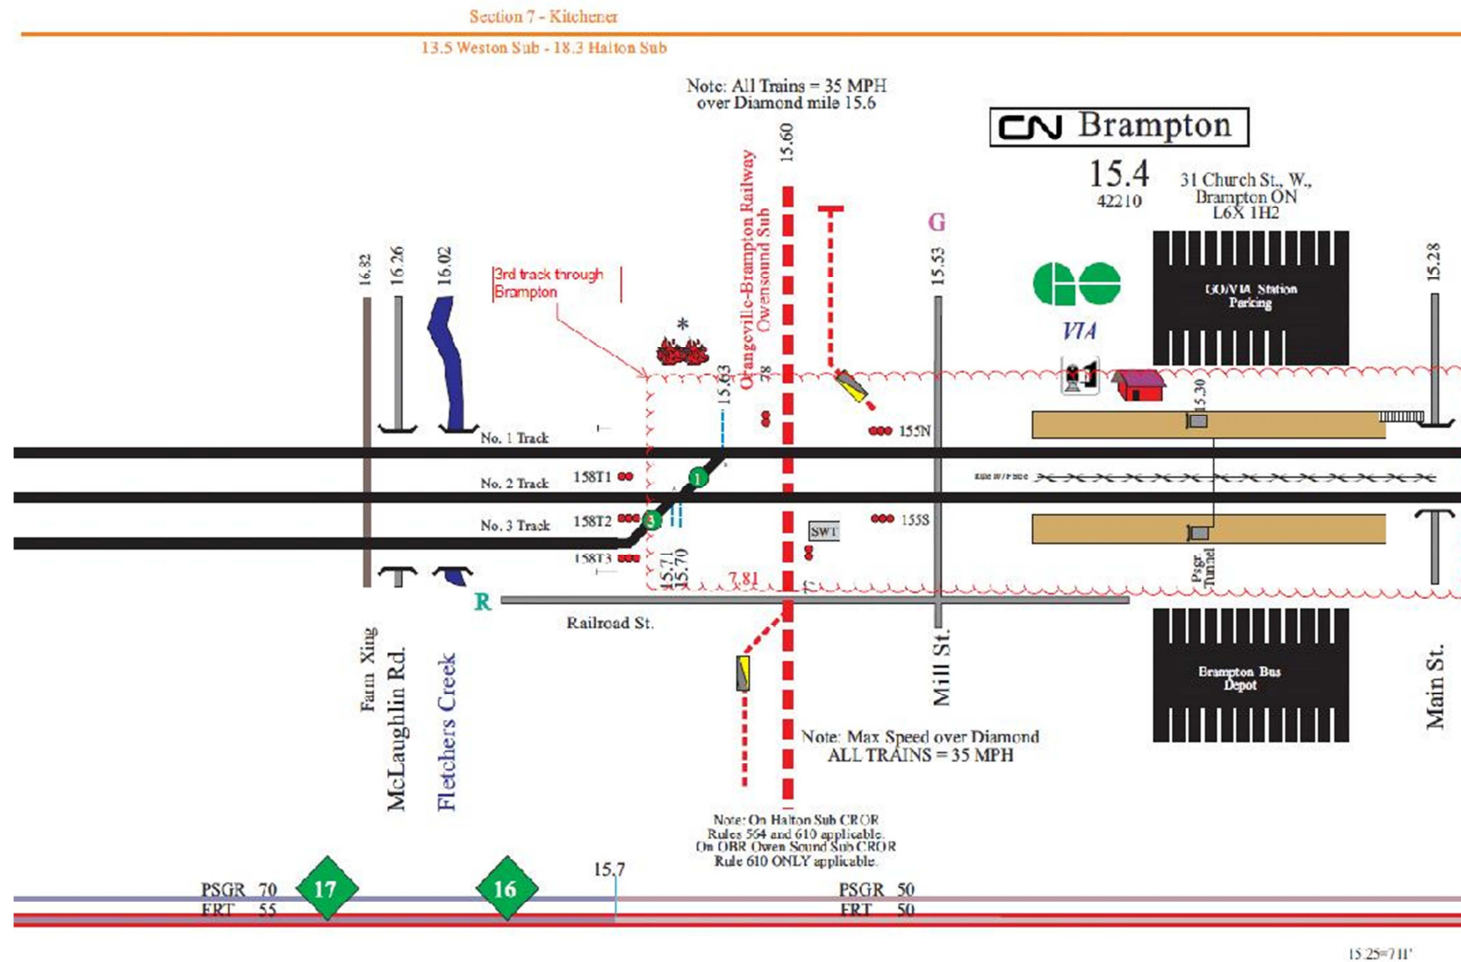 Section 7 - Kitchener
13.5 Weston Sub - 18.3 Halton Sub
Note: All Trains = 35 MPH
over Diamond mile 15.6
CN Brampton
15.4
42210
31 Church St., W.,
Brampton ON
L6X 1H2
15.60
Orangeville-Brampton Railway
Owensound Sub
G
16.82
16.26
16.02
3rd track through
Brampton
*
15.63
78
15.53
GO
VIA
GO/VIA Station
Parking
15.28
15.30
No. 1 Track
155N
158T1
1
No. 2 Track
158T2
3
155S
No. 3 Track
SWT
158T3
15.71
15.70
7.81
77
Psgr.
Tunnel
R
Railroad St.
Farm Xing
McLaughlin Rd.
Fletchers Creek
Mill St.
Brampton Bus
Depot
Main St.
Note: Max Speed over Diamond
ALL TRAINS = 35 MPH
Note: On Halton Sub CROR
Rules 564 and 610 applicable.
On OBR Owen Sound Sub CROR
Rule 610 ONLY applicable.
15.7
PSGR 70
17
16
PSGR 50
FRT 55
FRT 50
15.25=711'